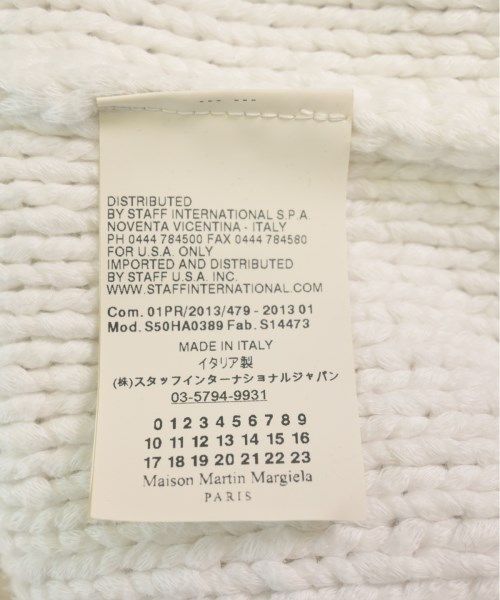 DISTRIBUTED
BY STAFF INTERNATIONAL S.P.A.
NOVENTA VICENTINA - ITALY
PH 0444 784500 FAX 0444 784580
FOR U.S.A. ONLY
IMPORTED AND DISTRIBUTED
BY STAFF U.S.A. INC.
WWW.STAFFINTERNATIONAL.COM
Com. 01PR/2013/479 - 2013 01
Mod. S50HA0389 Fab. S14473
MADE IN ITALY
イタリア製
(株)スタッフインターナショナルジャパン
03-5794-9931
0 1 2 3 4 5 6 7 8 9
10 11 12 13 14 15 16
17 18 19 20 21 22 23
Maison Martin Margiela
PARIS